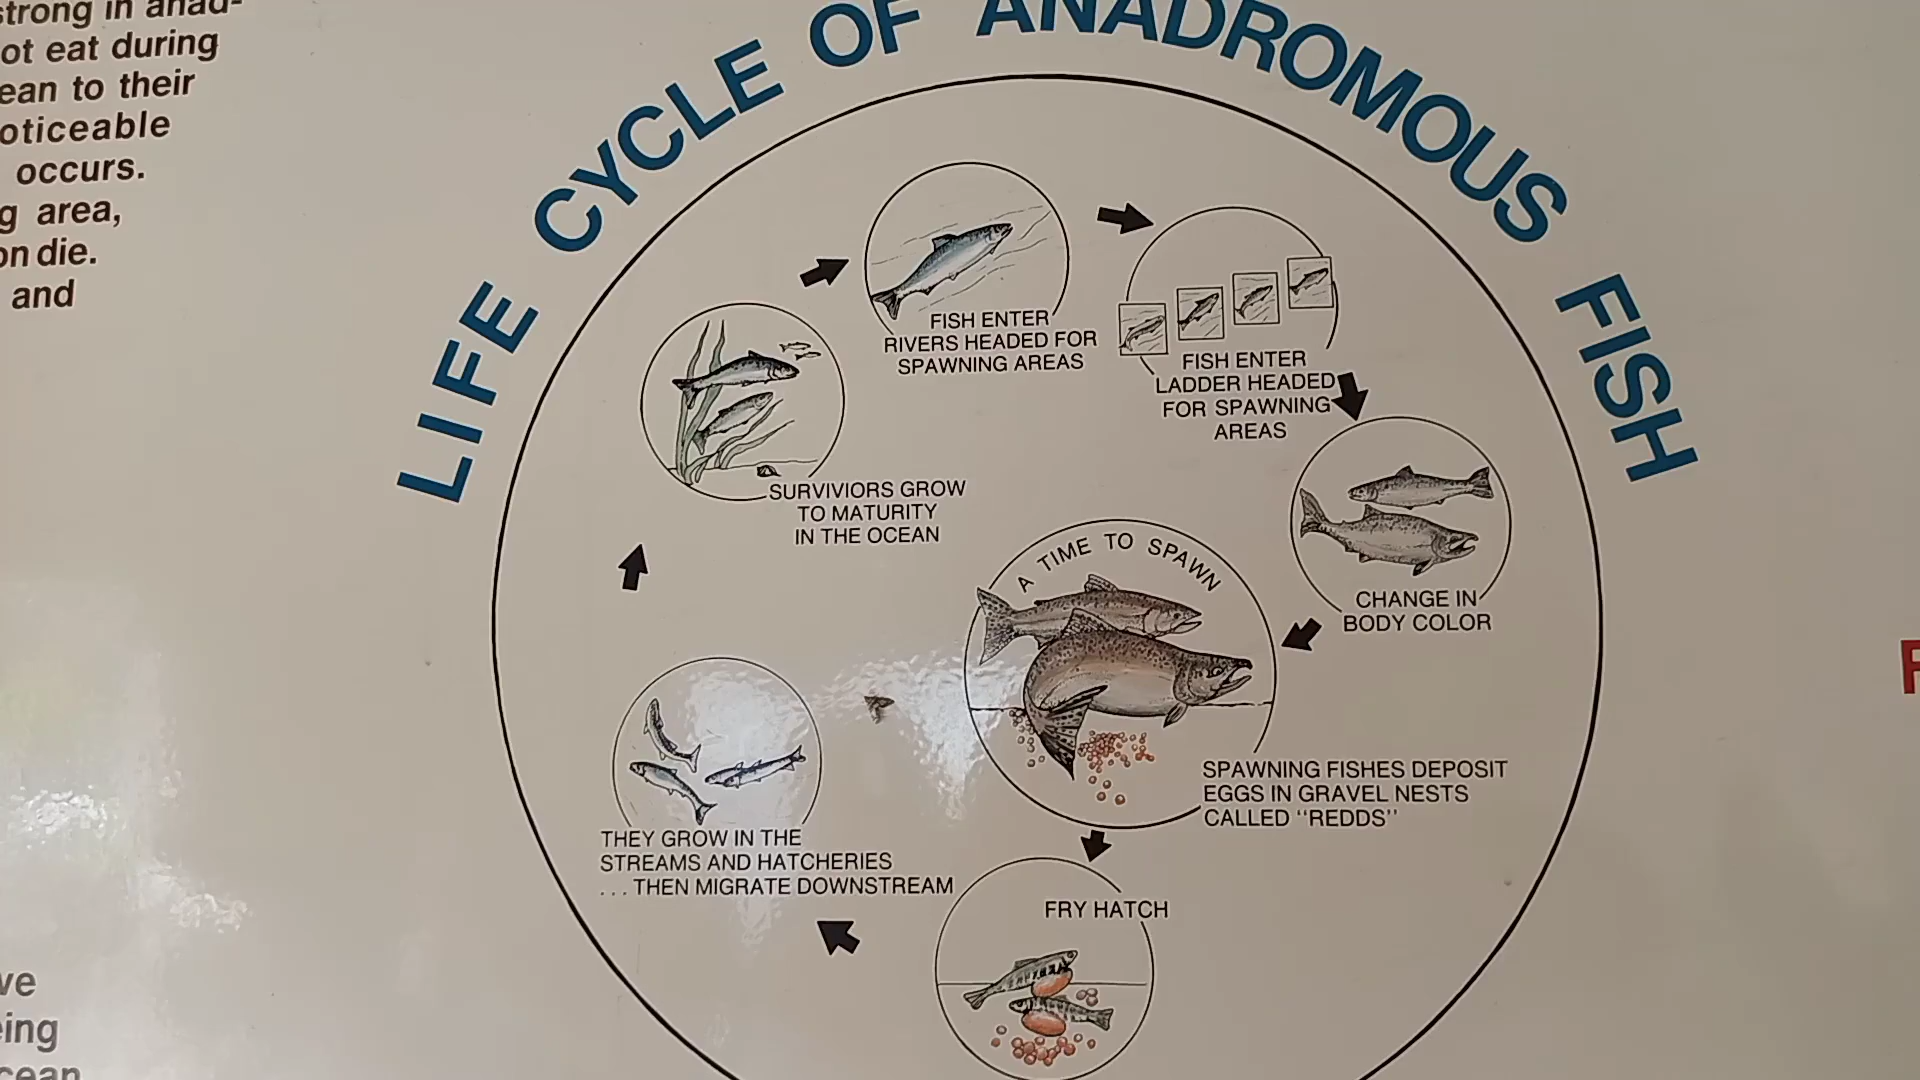 strong in anad-
ot eat during
ean to their
oticeable
occurs.
g area,
on die.
and
LIFE CYCLE OF ANADROMOUS FISH
FISH ENTER
RIVERS HEADED FOR
SPAWNING AREAS
FISH ENTER
LADDER HEADED
FOR SPAWNING
AREAS
SURVIVIORS GROW
TO MATURITY
IN THE OCEAN
CHANGE IN
BODY COLOR
A TIME TO SPAWN
SPAWNING FISHES DEPOSIT
EGGS IN GRAVEL NESTS
CALLED "REDDS"
THEY GROW IN THE
STREAMS AND HATCHERIES
... THEN MIGRATE DOWNSTREAM
FRY HATCH
ve
eing
cean